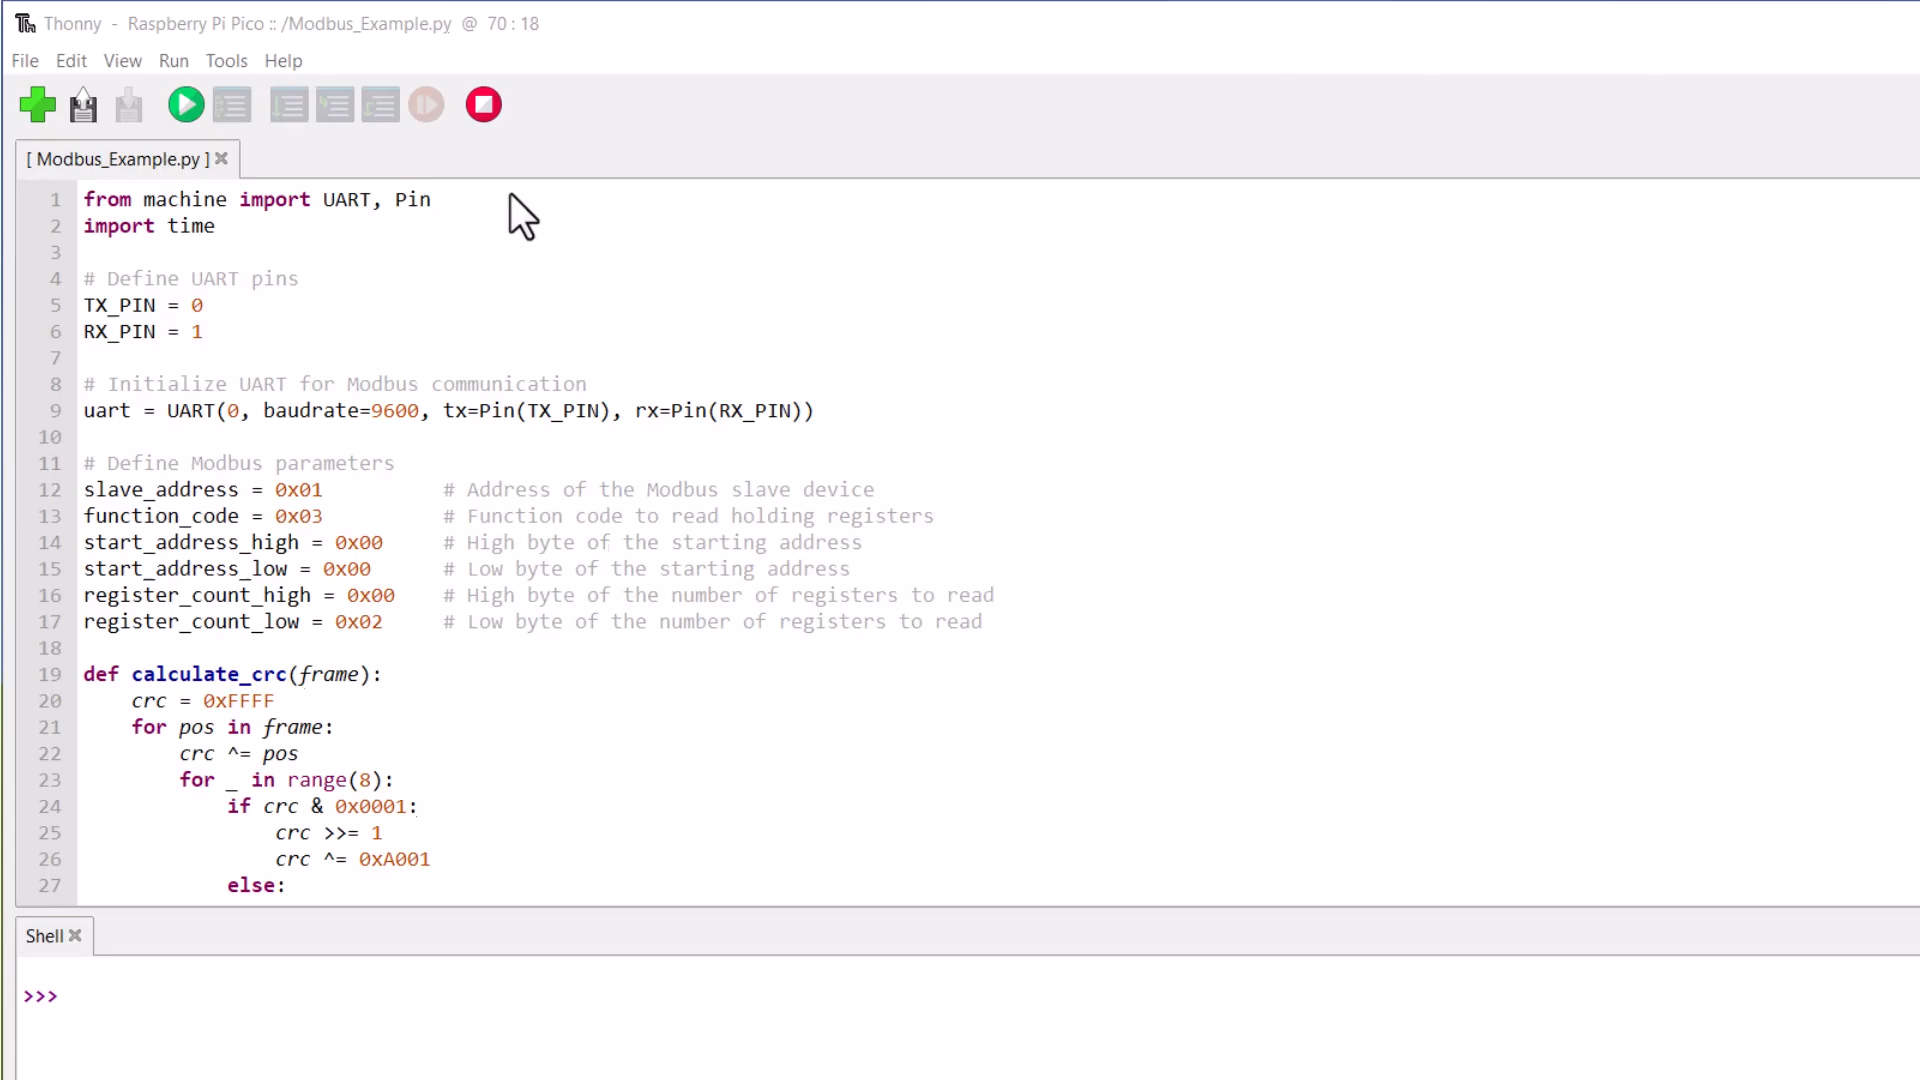 Thonny - Raspberry Pi Pico :: /Modbus_Example.py @ 70 : 18
File Edit View Run Tools Help
[ Modbus_Example.py ]
1 from machine import UART, Pin
2 import time
3
4 # Define UART pins
5 TX_PIN = 0
6 RX_PIN = 1
7
8 # Initialize UART for Modbus communication
9 uart = UART(0, baudrate=9600, tx=Pin(TX_PIN), rx=Pin(RX_PIN))
10
11 # Define Modbus parameters
12 slave_address = 0x01 # Address of the Modbus slave device
13 function_code = 0x03 # Function code to read holding registers
14 start_address_high = 0x00 # High byte of the starting address
15 start_address_low = 0x00 # Low byte of the starting address
16 register_count_high = 0x00 # High byte of the number of registers to read
17 register_count_low = 0x02 # Low byte of the number of registers to read
18
19 def calculate_crc(frame):
20 crc = 0xFFFF
21 for pos in frame:
22 crc ^= pos
23 for _ in range(8):
24 if crc & 0x0001:
25 crc >>= 1
26 crc ^= 0xA001
27 else:
Shell
>>>